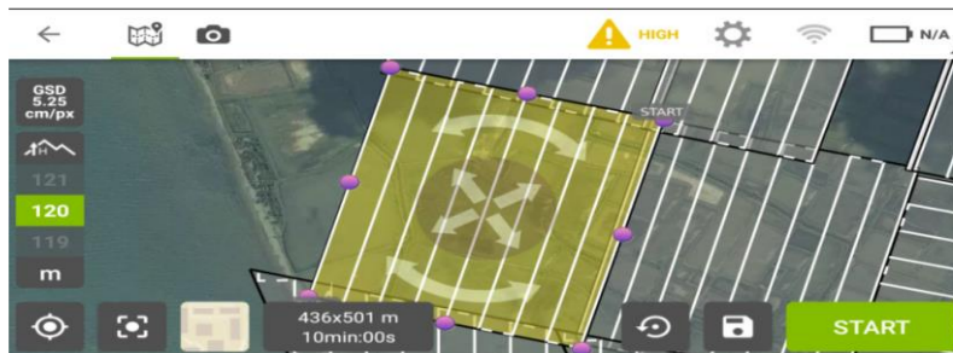 HIGH
N/A
GSD
5.25
cm/px
H
121
120
119
m
START
436x501 m
10min:00s
START